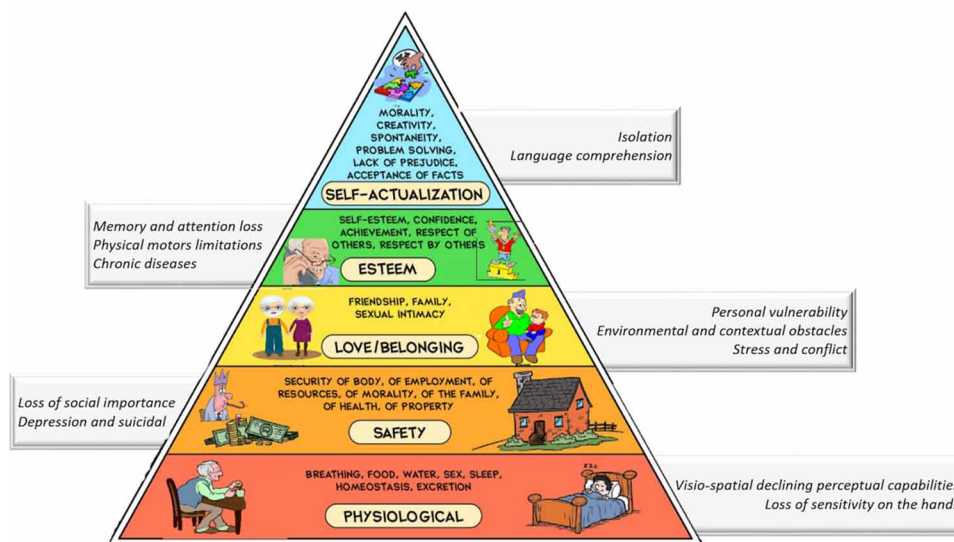 MORALITY,
CREATIVITY,
SPONTANEITY,
PROBLEM SOLVING,
LACK OF PREJUDICE,
ACCEPTANCE OF FACTS
SELF-ACTUALIZATION
Isolation
Language comprehension
SELF-ESTEEM, CONFIDENCE,
ACHIEVEMENT, RESPECT OF
OTHERS, RESPECT BY OTHERS
ESTEEM
1
Memory and attention loss
Physical motors limitations
Chronic diseases
FRIENDSHIP, FAMILY,
SEXUAL INTIMACY
LOVE/BELONGING
Personal vulnerability
Environmental and contextual obstacles
Stress and conflict
SECURITY OF BODY, OF EMPLOYMENT, OF
RESOURCES, OF MORALITY, OF THE FAMILY,
OF HEALTH, OF PROPERTY
SAFETY
Loss of social importance
Depression and suicidal
BREATHING, FOOD, WATER, SEX, SLEEP,
HOMEOSTASIS, EXCRETION
PHYSIOLOGICAL
Visio-spatial declining perceptual capabilitie
Loss of sensitivity on the hand